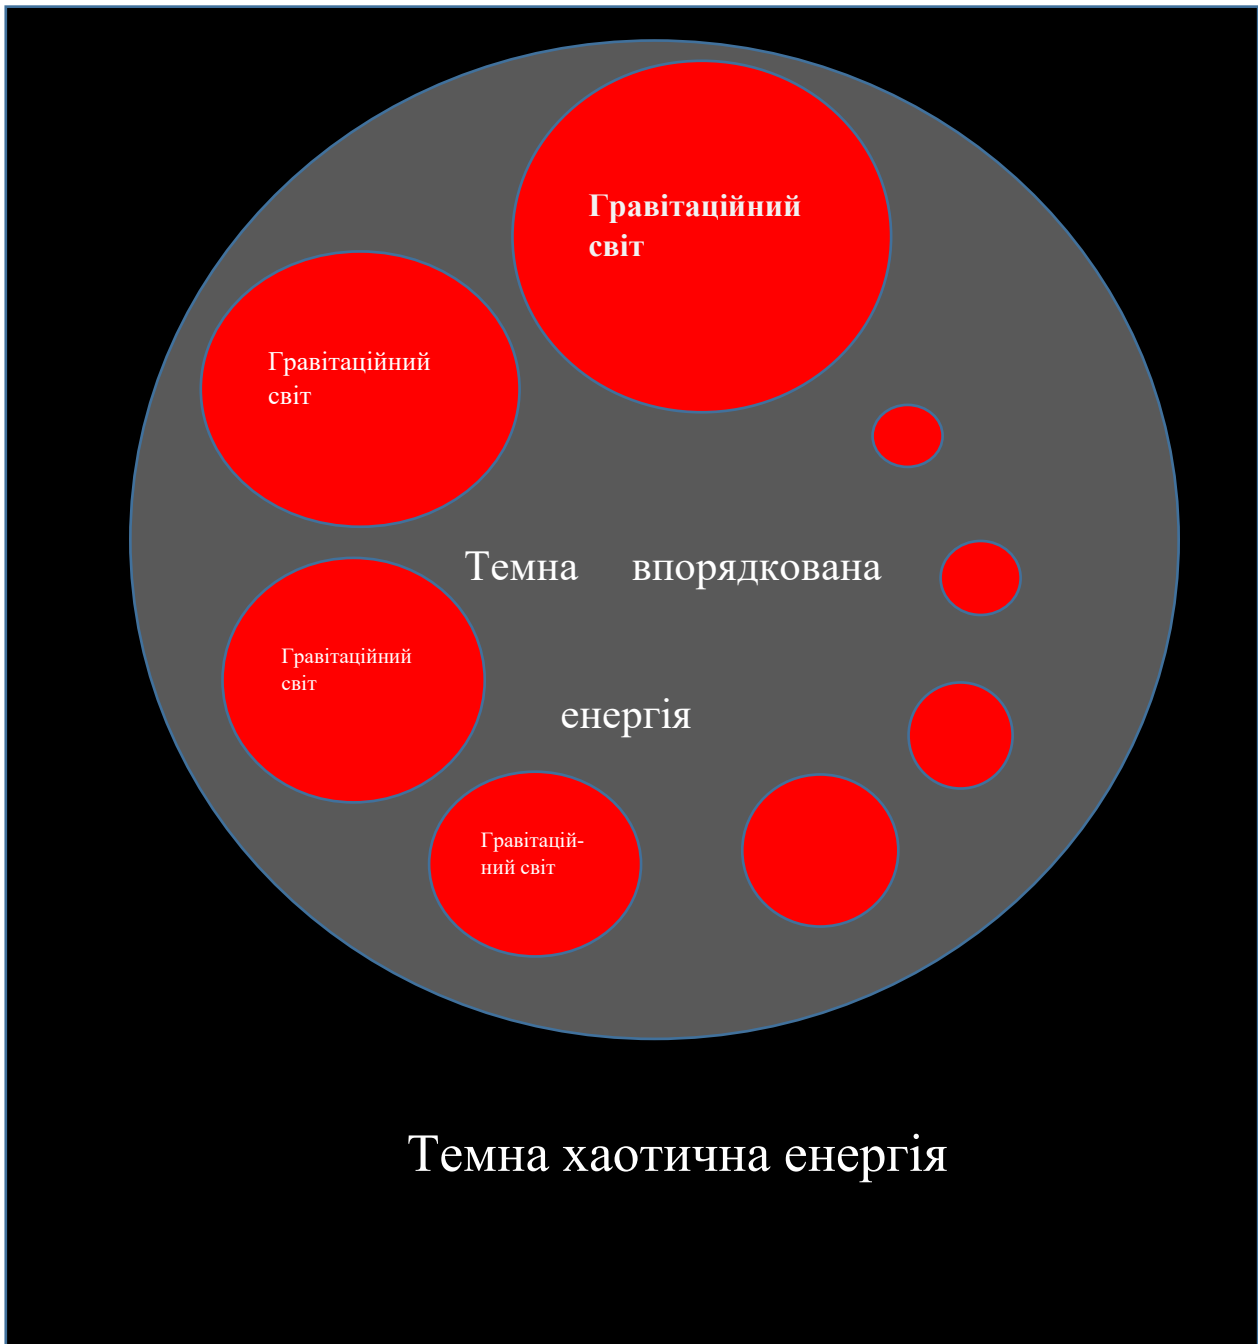 Гравітаційний
світ
Гравітаційний
світ
Темна впорядкована
Гравітаційний
світ
енергія
Гравітацій-
ний світ
Темна хаотична енергія